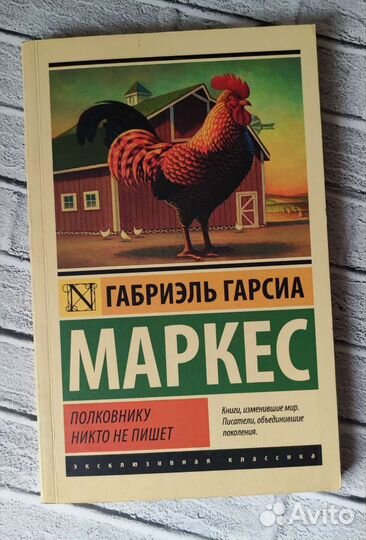 N
ГАБРИЭЛЬ ГАРСИА
МАРКЕС
ПОЛКОВНИКУ
НИКТО НЕ ПИШЕТ
Книги, изменившие мир.
Писатели, объединившие
поколения.
эксклюзивная классика
Avito